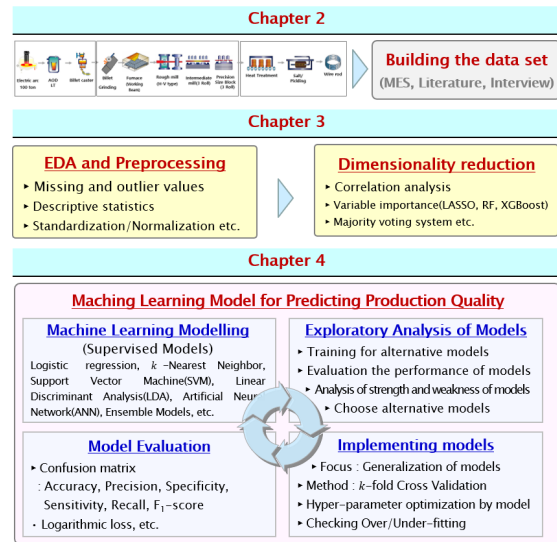 Chapter 2
Electric arc
100 ton
AOD
LT
Billet caster
Billet
Grinding
Furnace
(Walking
Beam)
Rough mill
(H-V type)
Intermediate
mill(3 Roll)
Precision
Size Block
(3 Roll)
Heat Treatment
Salt/
Pickling
Wire rod
Building the data set
(MES, Literature, Interview)
Chapter 3
EDA and Preprocessing
▸ Missing and outlier values
▸ Descriptive statistics
▸ Standardization/Normalization etc.
Dimensionality reduction
▸ Correlation analysis
▸ Variable importance(LASSO, RF, XGBoost)
▸ Majority voting system etc.
Chapter 4
Maching Learning Model for Predicting Production Quality
Machine Learning Modelling
(Supervised Models)
Logistic regression, k -Nearest Neighbor,
Support Vector Machine(SVM), Linear
Discriminant Analysis(LDA), Artificial Neur
Network(ANN), Ensemble Models, etc.
Exploratory Analysis of Models
▸ Training for alternative models
▸ Evaluation the performance of models
▸ Analysis of strength and weakness of models
▸ Choose alternative models
Model Evaluation
▸ Confusion matrix
: Accuracy, Precision, Specificity,
Sensitivity, Recall, F₁-score
· Logarithmic loss, etc.
Implementing models
▸ Focus : Generalization of models
▸ Method : k-fold Cross Validation
▸ Hyper-parameter optimization by model
▸ Checking Over/Under-fitting